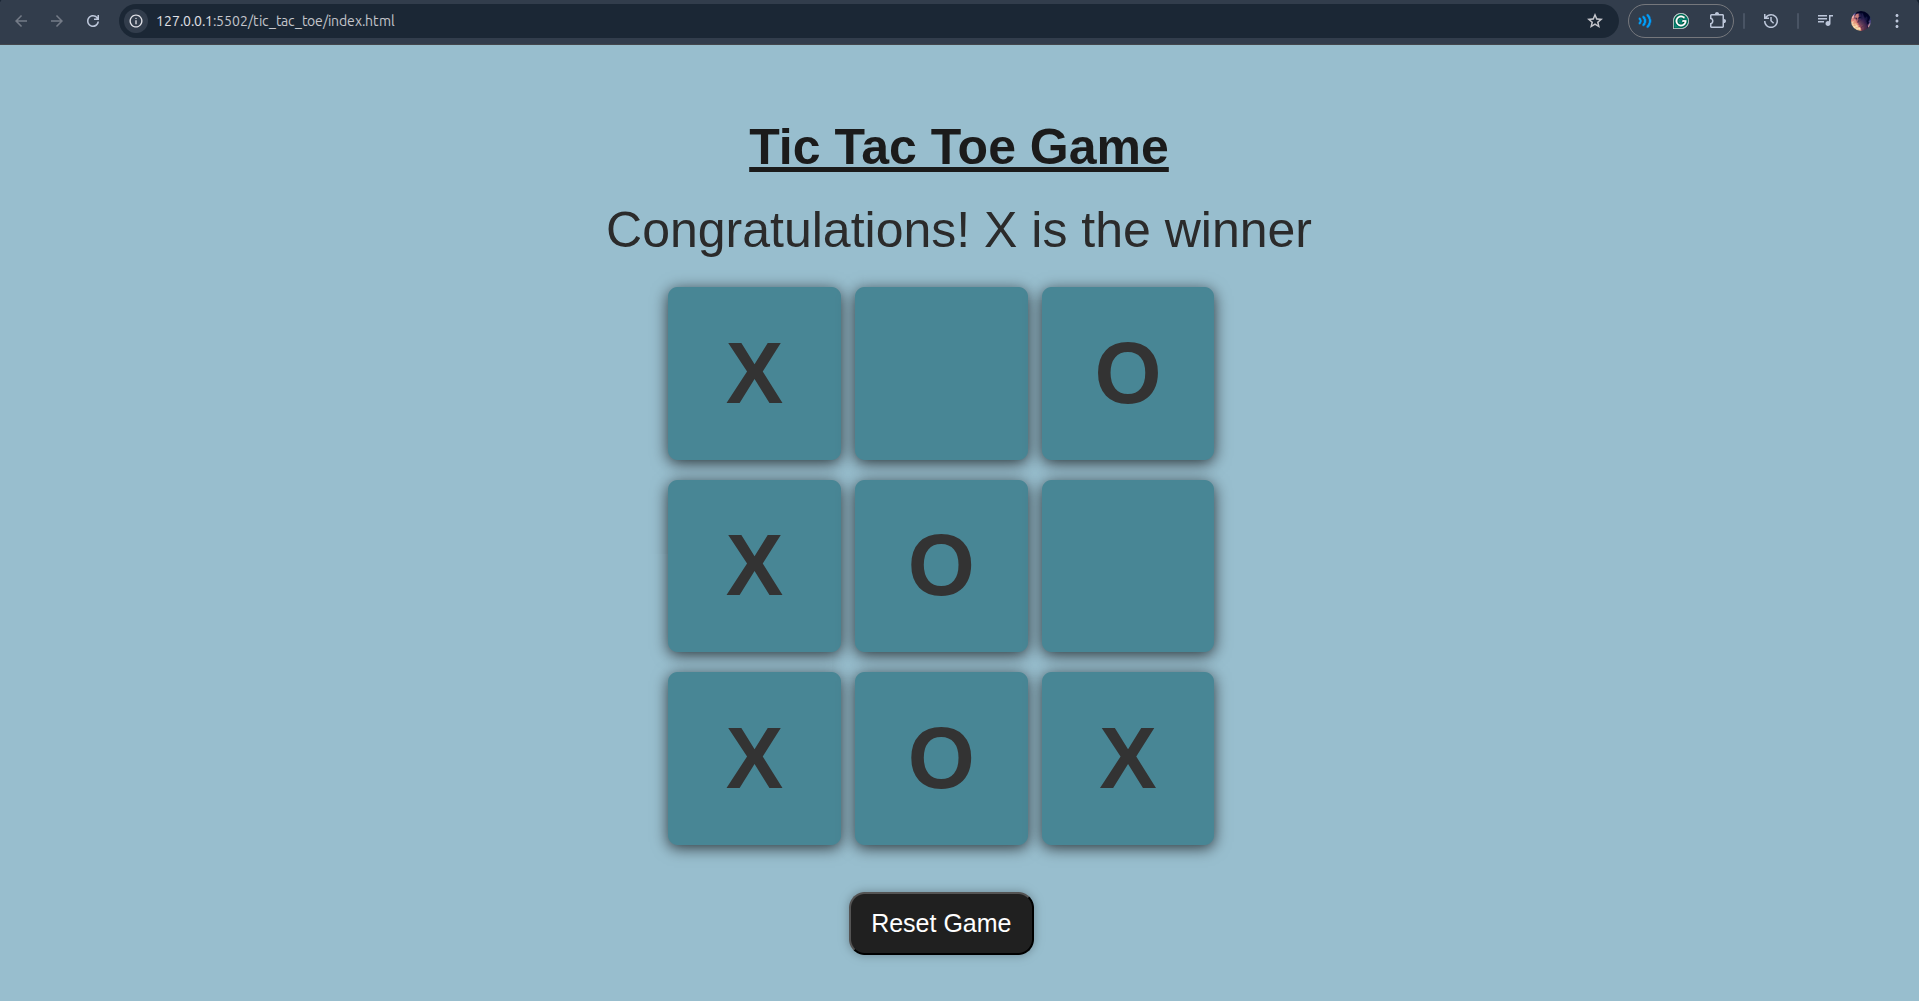 127.0.0.1:5502/tic_tac_toe/index.html
Tic Tac Toe Game
Congratulations! X is the winner
X O
X O
X O X
Reset Game